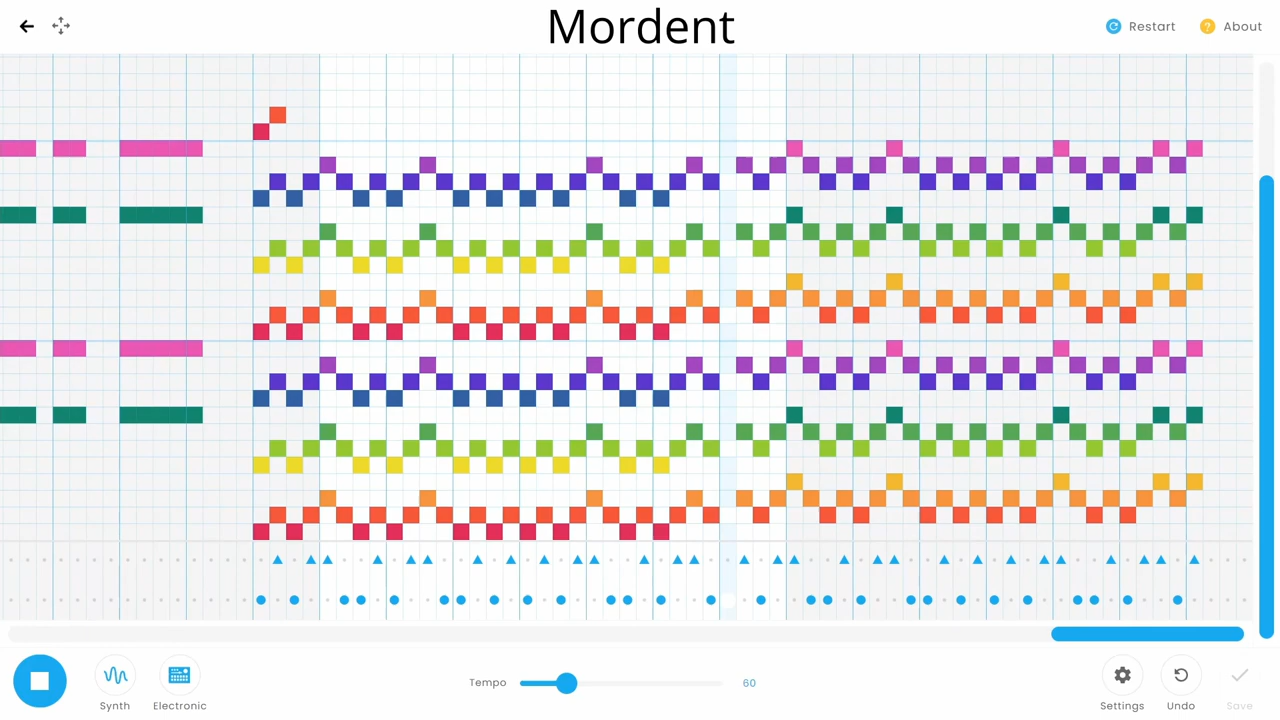 Mordent
Restart
About
Synth
Electronic
Tempo
60
Settings
Undo
Save